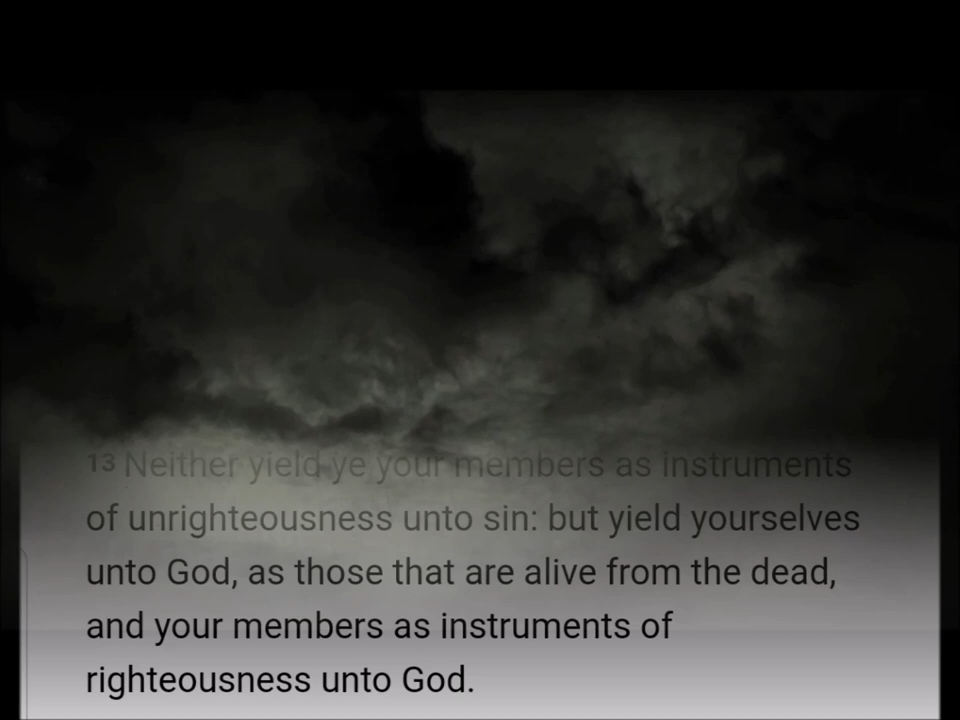 13 Neither yield ye your members as instruments
of unrighteousness unto sin: but yield yourselves
unto God, as those that are alive from the dead,
and your members as instruments of
righteousness unto God.